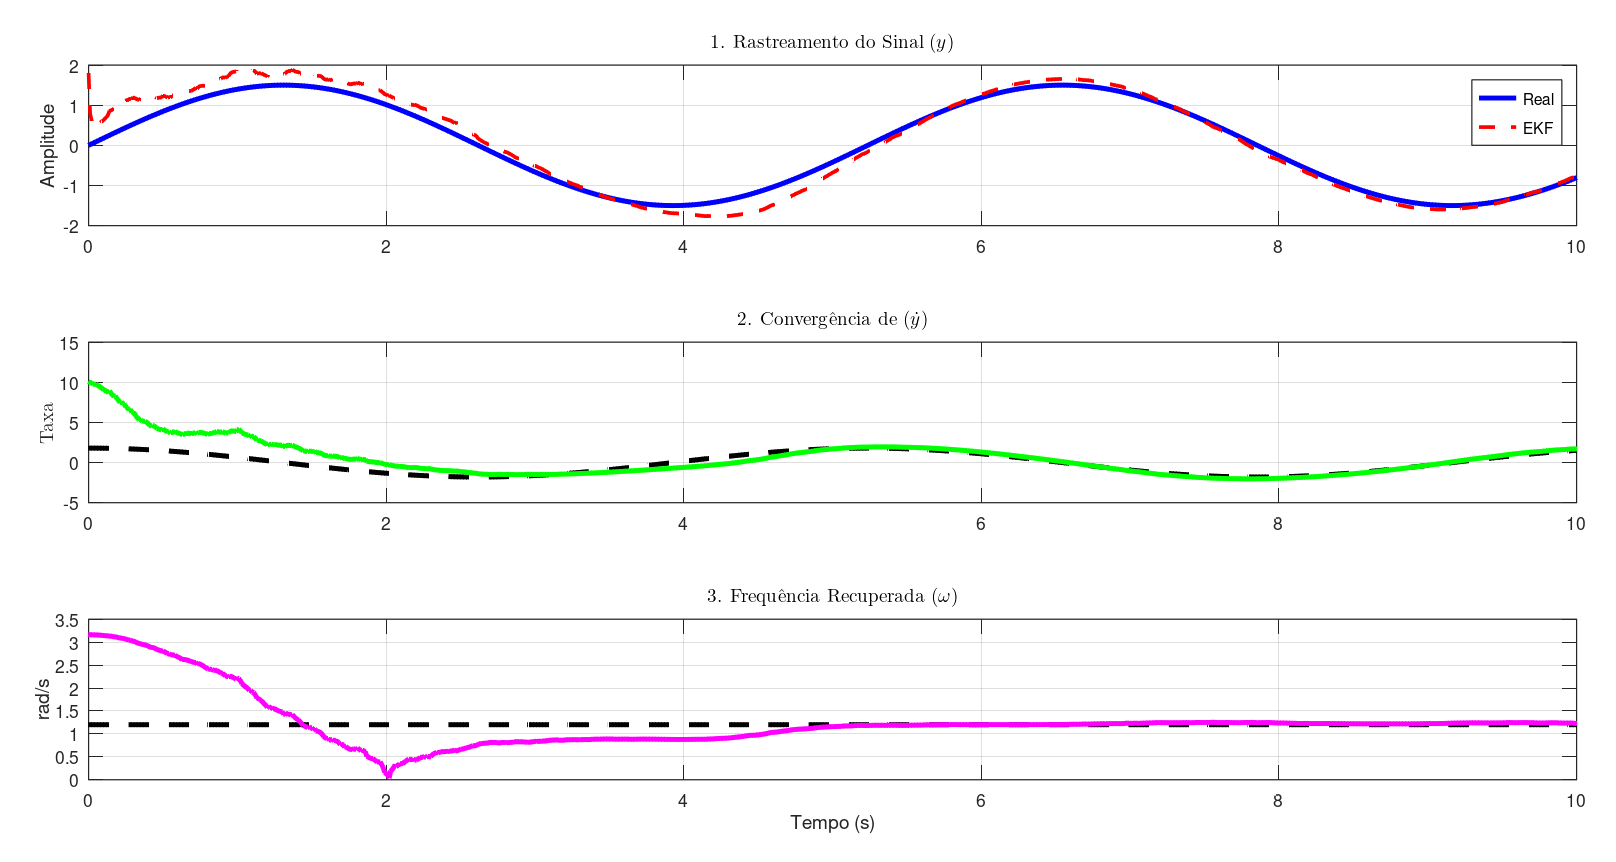 1. Rastreamento do Sinal (y)
2
1
0
-1
-2
Amplitude
Real
EKF
0 2 4 6 8 10
2. Convergência de (ẏ)
15
10
5
0
-5
Taxa
0 2 4 6 8 10
3. Frequência Recuperada (ω)
3.5
3
2.5
2
1.5
1
0.5
0
rad/s
0 2 4 6 8 10
Tempo (s)